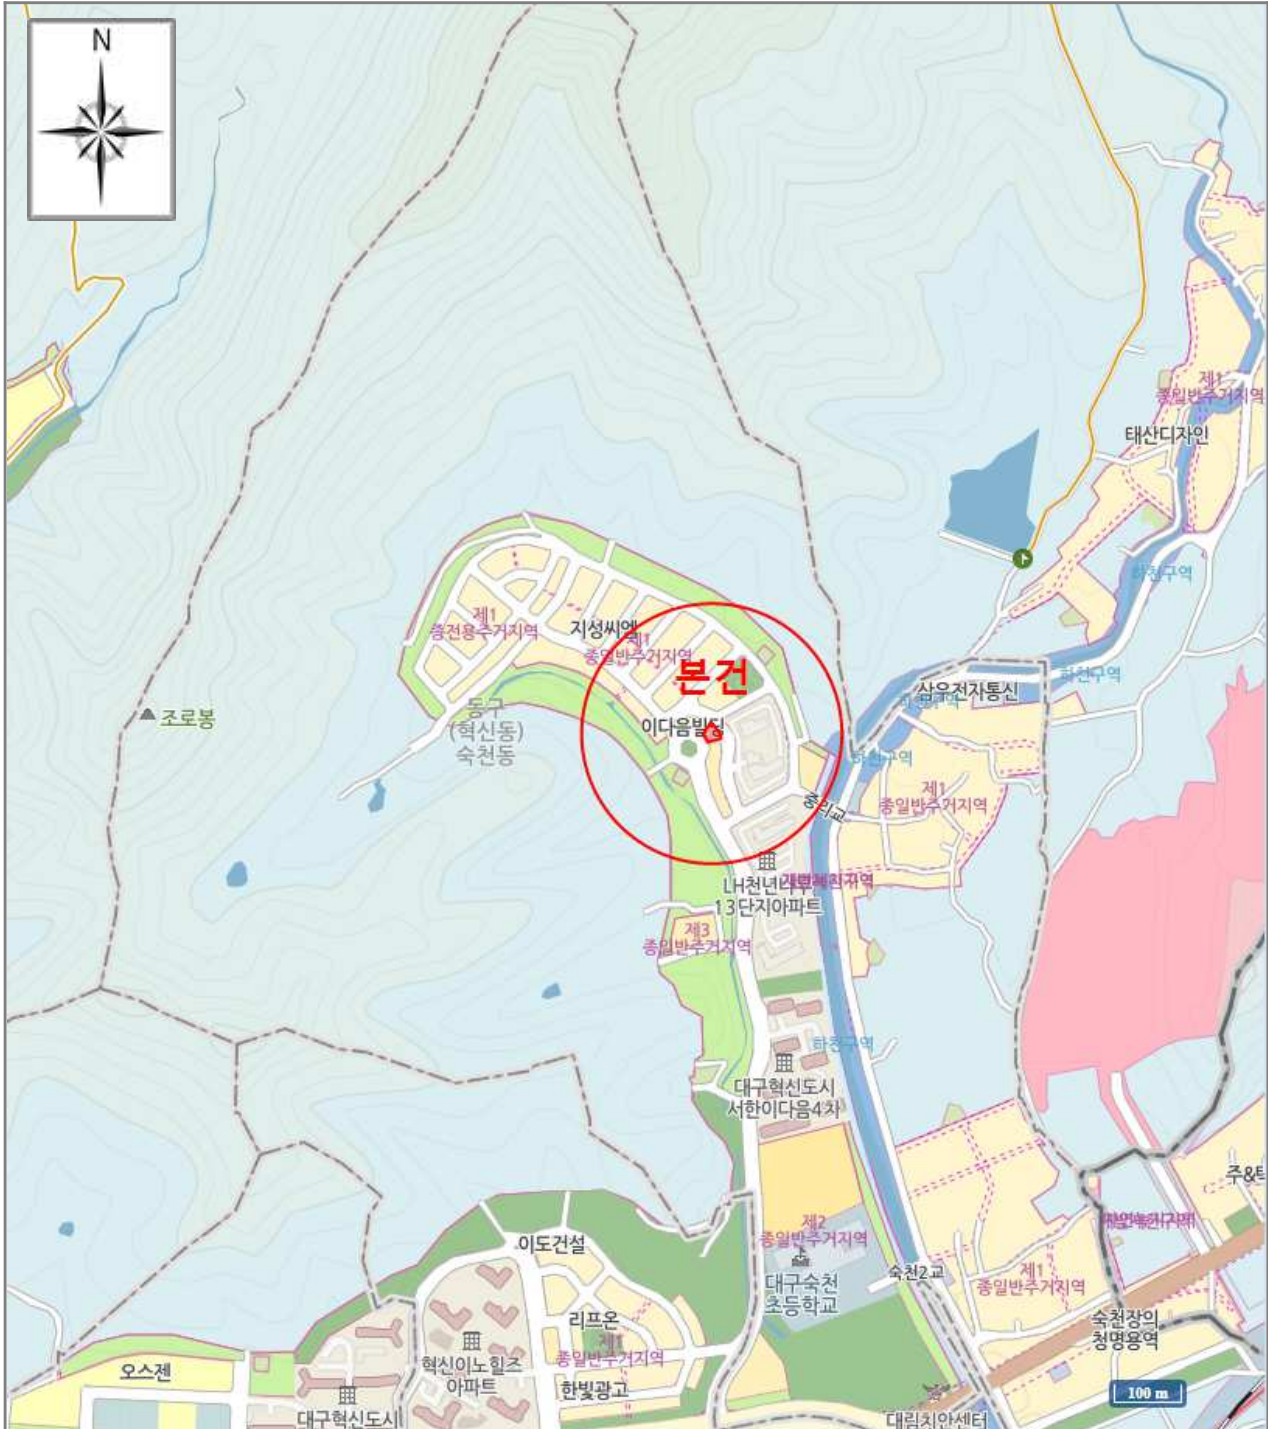 N
제1
종일반주거지역
태산디자인
하천구역
제1
종전용주거지역
지성씨엘
제1
종일반주거지역
본건
하천구역
삼우전자통신
조로봉
동구
(혁신동)
숙천동
이다음빌딩
하천구역
제1
종일반주거지역
중리교
LH천년나무
13단지아파트
제3
종일반주거지역
하천구역
대구혁신도시
서한이다음4차
주&택
제2
종일반주거지역
이도건설
대구숙천
초등학교
숙천2교
제1
종일반주거지역
리프온
제1
종일반주거지역
숙천장의
청명용역
오스젠
혁신이노힐즈
아파트
한빛광고
100 m
대구혁신도시
대림치안센터